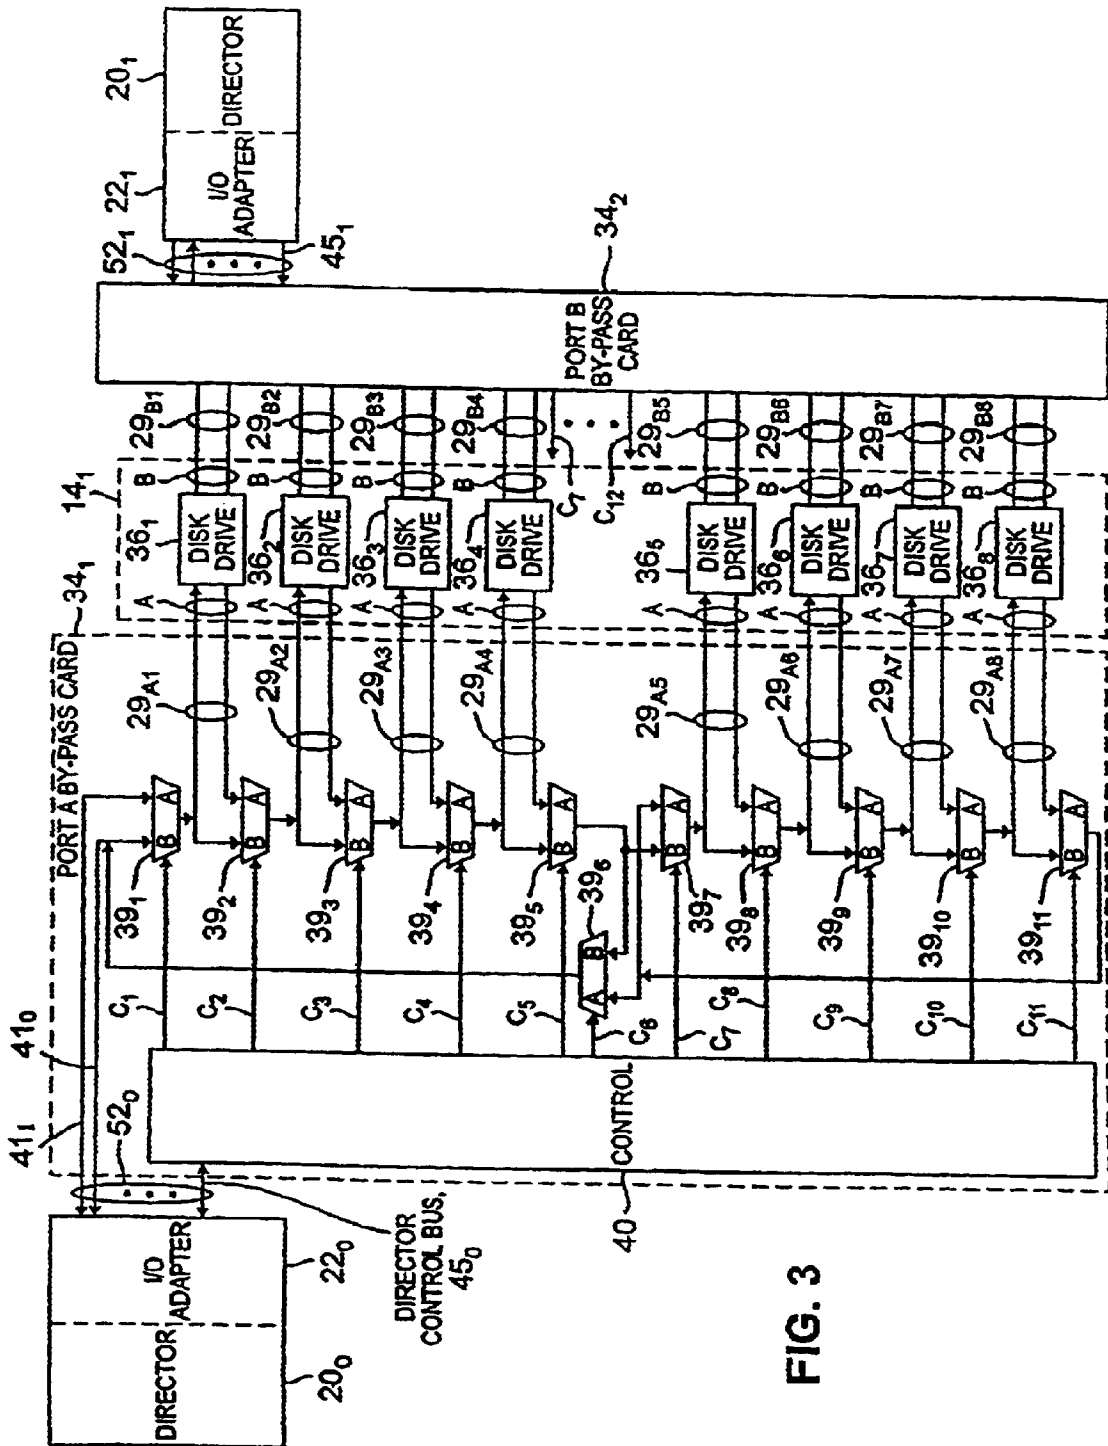 20₁
DIRECTOR
22₁
I/O
ADAPTER
52₁
45₁
34₂
PORT B
BY-PASS
CARD
29B1
29B2
29B3
29B4
C7
C12
29B5
29B6
29B7
29B8
B
B
B
B
B
B
B
B
14₁
36₁
DISK
DRIVE
36₂
DISK
DRIVE
36₃
DISK
DRIVE
36₄
DISK
DRIVE
36₅
DISK
DRIVE
36₆
DISK
DRIVE
36₇
DISK
DRIVE
36₈
DISK
DRIVE
A
A
A
A
A
A
A
A
34₁
PORT A BY-PASS CARD
29A1
29A2
29A3
29A4
29A5
29A6
29A7
29A8
B A
B A
B A
B A
B A
A B
B A
B A
B A
B A
B A
39₁
39₂
39₃
39₄
39₅
39₆
39₇
39₈
39₉
39₁₀
39₁₁
C1
C2
C3
C4
C5
C6
C7
C8
C9
C10
C11
41₀
41₁
52₀
CONTROL
40
DIRECTOR
CONTROL BUS,
45₀
I/O
ADAPTER
22₀
DIRECTOR
20₀
FIG. 3